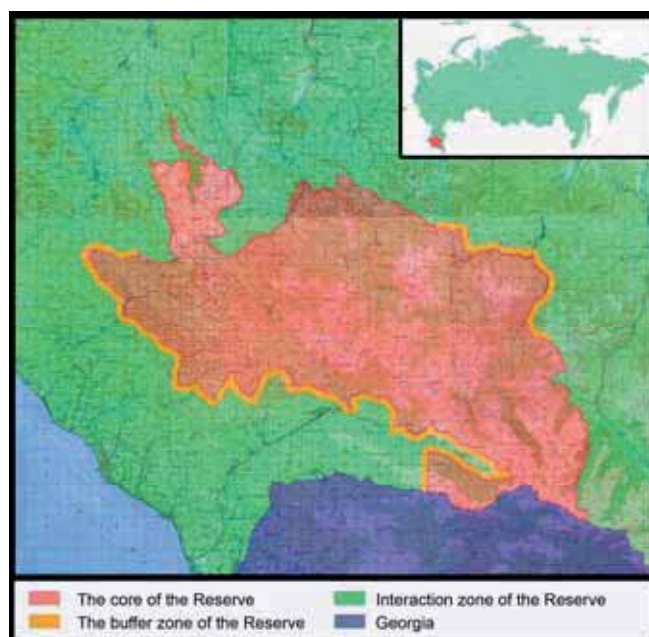 The core of the Reserve
The buffer zone of the Reserve
Interaction zone of the Reserve
Georgia